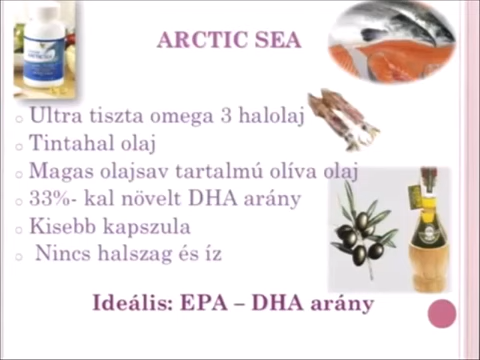 ARCTIC SEA
Ultra tiszta omega 3 halolaj
Tintahal olaj
Magas olajsav tartalmú olíva olaj
33%- kal növelt DHA arány
Kisebb kapszula
Nincs halszag és íz
Ideális: EPA – DHA arány